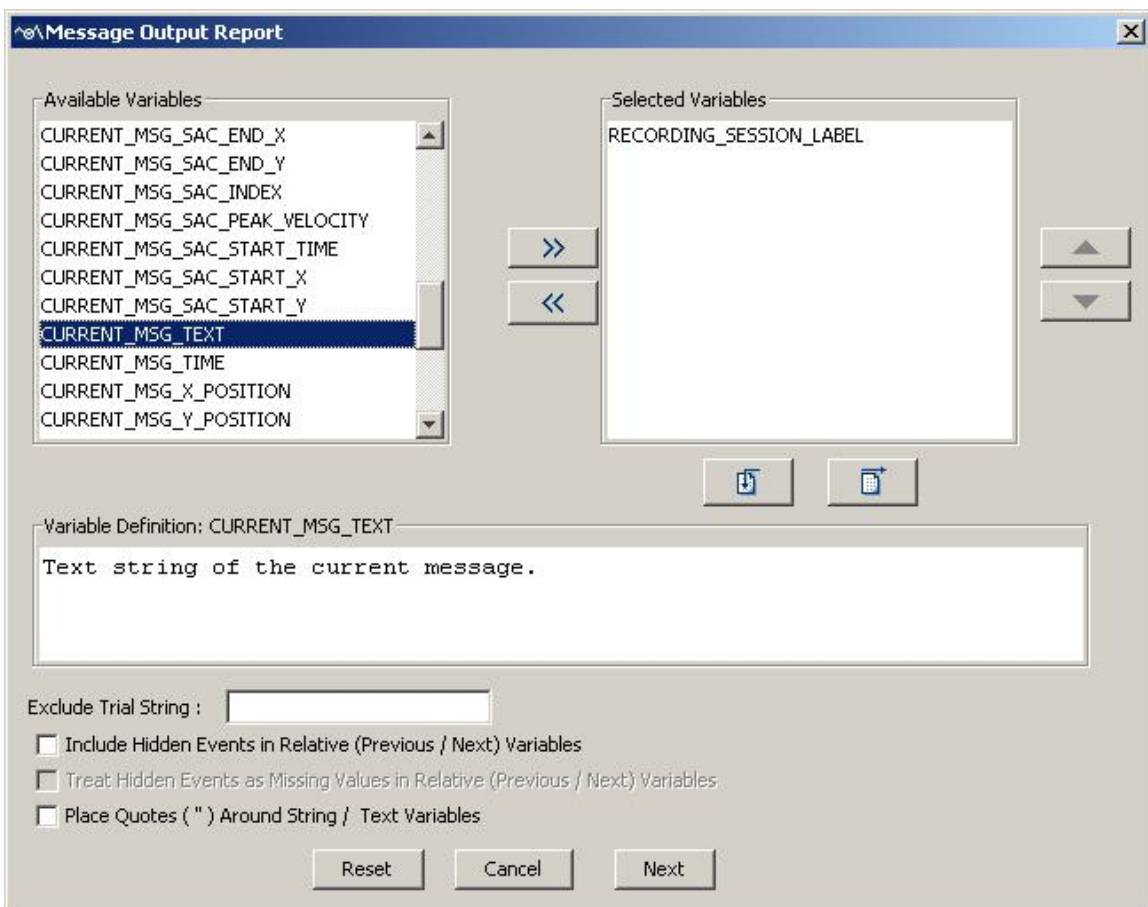 Message Output Report
Available Variables
CURRENT_MSG_SAC_END_X
CURRENT_MSG_SAC_END_Y
CURRENT_MSG_SAC_INDEX
CURRENT_MSG_SAC_PEAK_VELOCITY
CURRENT_MSG_SAC_START_TIME
CURRENT_MSG_SAC_START_X
CURRENT_MSG_SAC_START_Y
CURRENT_MSG_TEXT
CURRENT_MSG_TIME
CURRENT_MSG_X_POSITION
CURRENT_MSG_Y_POSITION
Selected Variables
RECORDING_SESSION_LABEL
Variable Definition: CURRENT_MSG_TEXT
Text string of the current message.
Exclude Trial String :
Include Hidden Events in Relative (Previous / Next) Variables
Treat Hidden Events as Missing Values in Relative (Previous / Next) Variables
Place Quotes ( " ) Around String / Text Variables
Reset Cancel Next